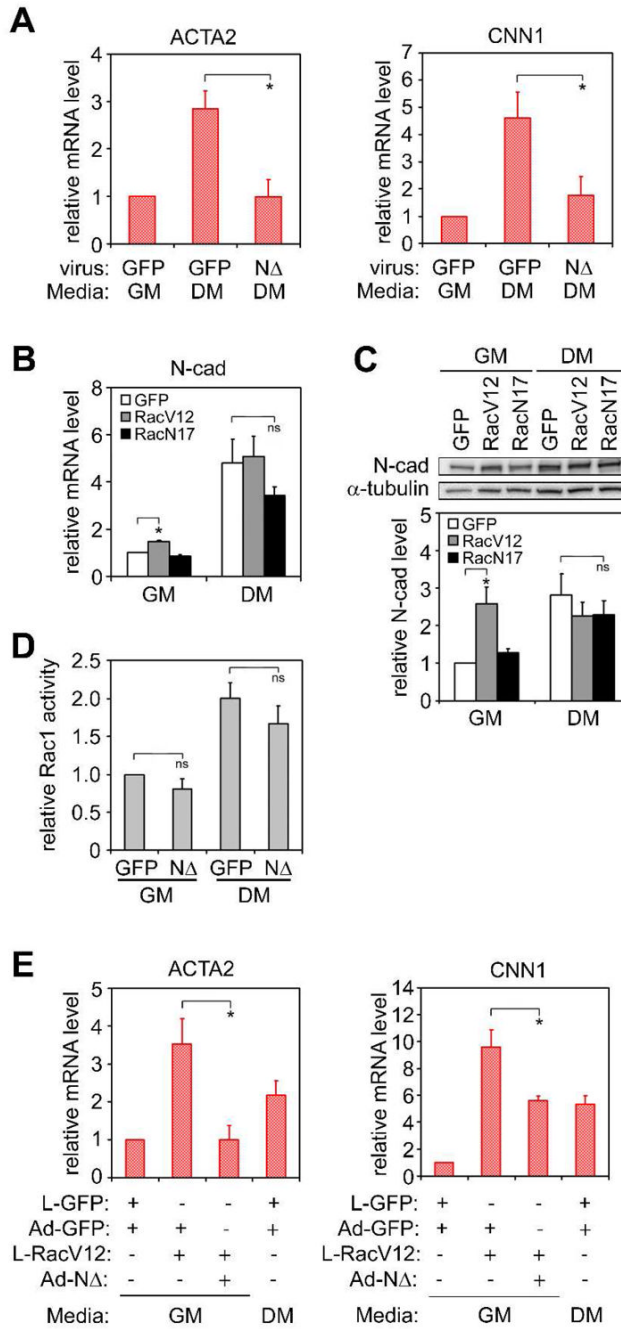 A
ACTA2
CNN1
relative mRNA level
5
4
3
2
1
0
*
virus: GFP GFP NΔ
Media: GM DM DM
relative mRNA level
7
6
5
4
3
2
1
0
*
virus: GFP GFP NΔ
Media: GM DM DM
B
N-cad
relative mRNA level
8
6
4
2
0
GFP
RacV12
RacN17
*
ns
GM DM
C
GM DM
GFP RacV12 RacN17 GFP RacV12 RacN17
N-cad
α-tubulin
relative N-cad level
5
4
3
2
1
0
GFP
RacV12
RacN17
*
ns
GM DM
D
relative Rac1 activity
2.5
2.0
1.5
1.0
0.5
0
ns
ns
GFP NΔ GFP NΔ
GM DM
E
ACTA2
relative mRNA level
5
4
3
2
1
0
*
L-GFP: + - - +
Ad-GFP: + + - +
L-RacV12: - + + -
Ad-NΔ: - - + -
Media: GM DM
CNN1
relative mRNA level
14
12
10
8
6
4
2
0
*
L-GFP: + - - +
Ad-GFP: + + - +
L-RacV12: - + + -
Ad-NΔ: - - + -
Media: GM DM